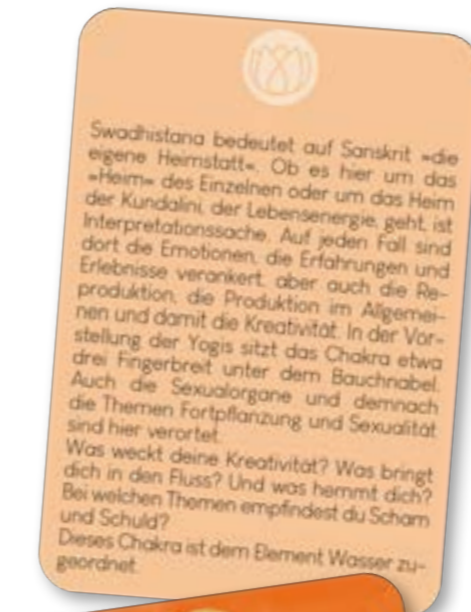 Swadhistana bedeutet auf Sanskrit »die
eigene Heimstatt«. Ob es hier um das
»Heim« des Einzelnen oder um das Heim
der Kundalini, der Lebensenergie, geht, ist
Interpretationssache. Auf jeden Fall sind
dort die Emotionen, die Erfahrungen und
Erlebnisse verankert, aber auch die Re-
produktion, die Produktion im Allgemei-
nen und damit die Kreativität. In der Vor-
stellung der Yogis sitzt das Chakra etwa
drei Fingerbreit unter dem Bauchnabel.
Auch die Sexualorgane und demnach
die Themen Fortpflanzung und Sexualität
sind hier verortet.
Was weckt deine Kreativität? Was bringt
dich in den Fluss? Und was hemmt dich?
Bei welchen Themen empfindest du Scham
und Schuld?
Dieses Chakra ist dem Element Wasser zu-
geordnet.